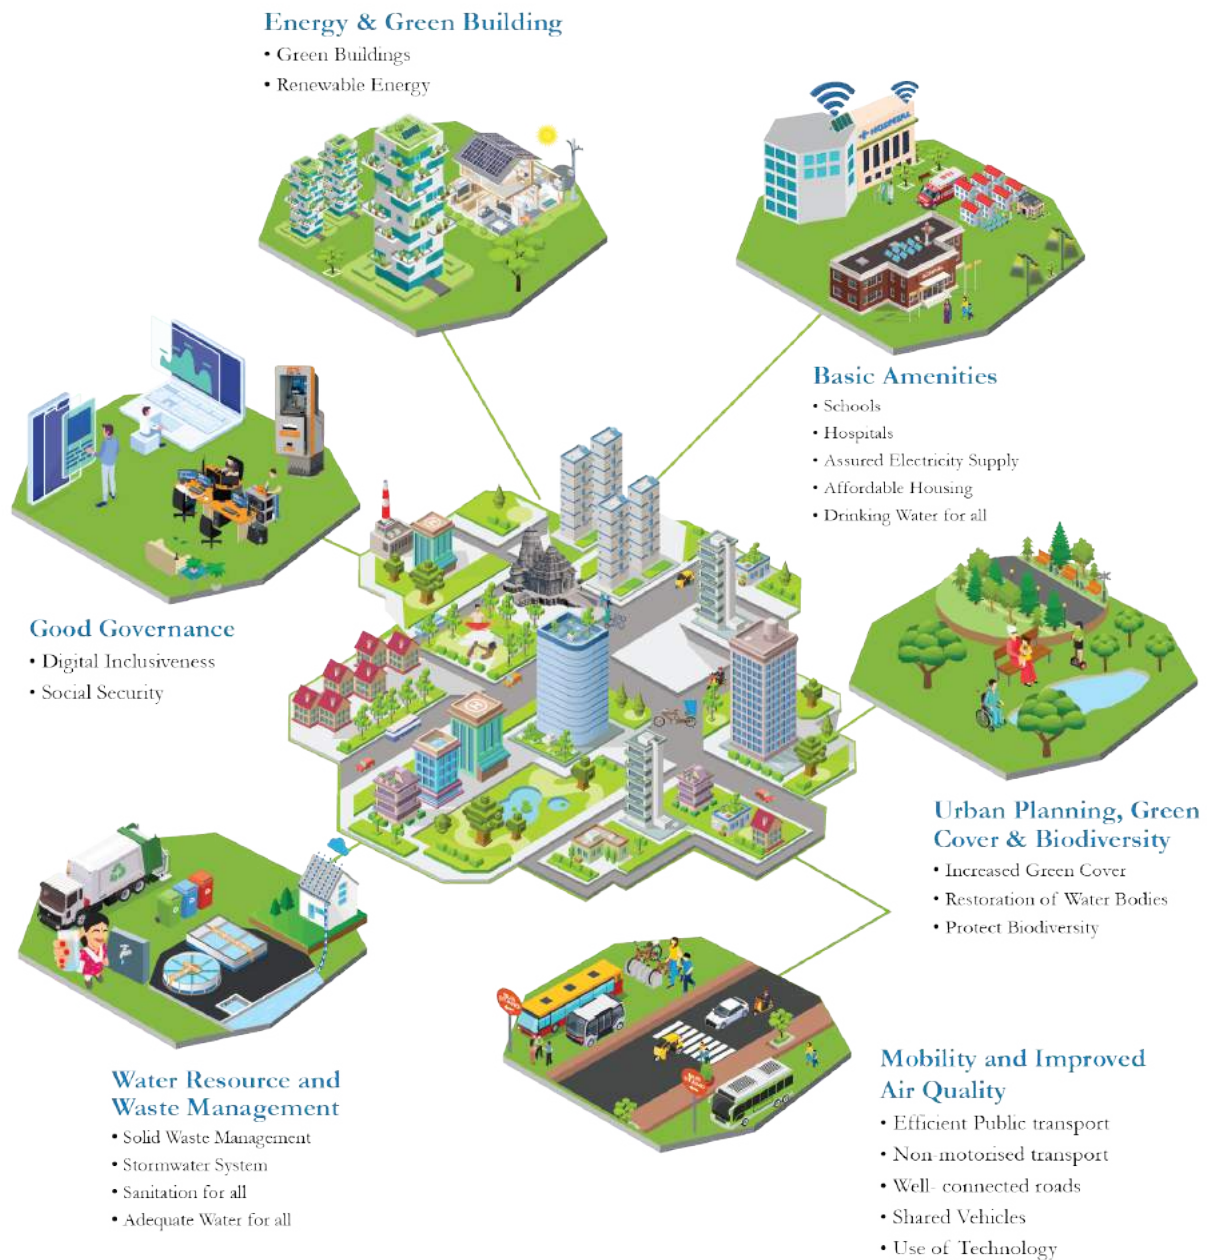 Energy & Green Building
• Green Buildings
• Renewable Energy
HOSPITAL
Basic Amenities
• Schools
• Hospitals
• Assured Electricity Supply
• Affordable Housing
• Drinking Water for all
Good Governance
• Digital Inclusiveness
• Social Security
Urban Planning, Green
Cover & Biodiversity
• Increased Green Cover
• Restoration of Water Bodies
• Protect Biodiversity
Water Resource and
Waste Management
• Solid Waste Management
• Stormwater System
• Sanitation for all
• Adequate Water for all
Mobility and Improved
Air Quality
• Efficient Public transport
• Non-motorised transport
• Well- connected roads
• Shared Vehicles
• Use of Technology